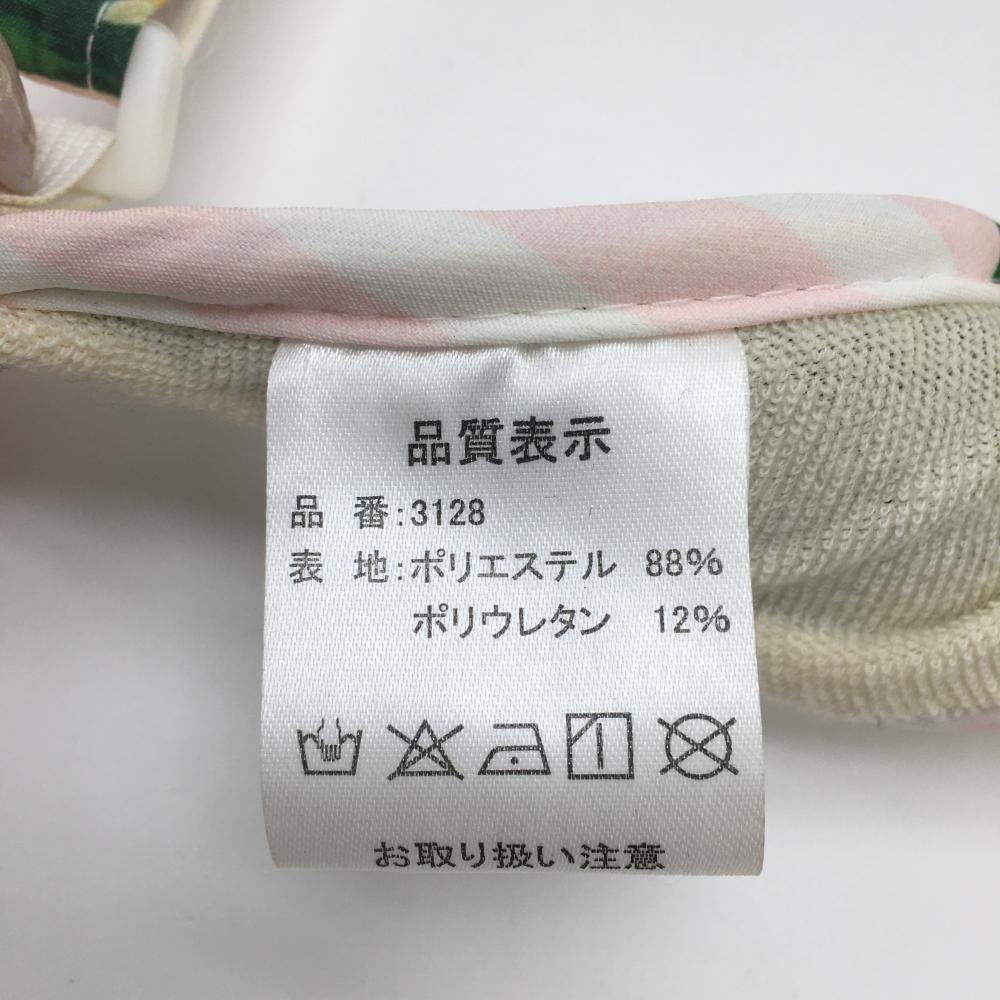 品質表示
品 番:3128
表 地:ポリエステル 88%
ポリウレタン 12%
お取り扱い注意